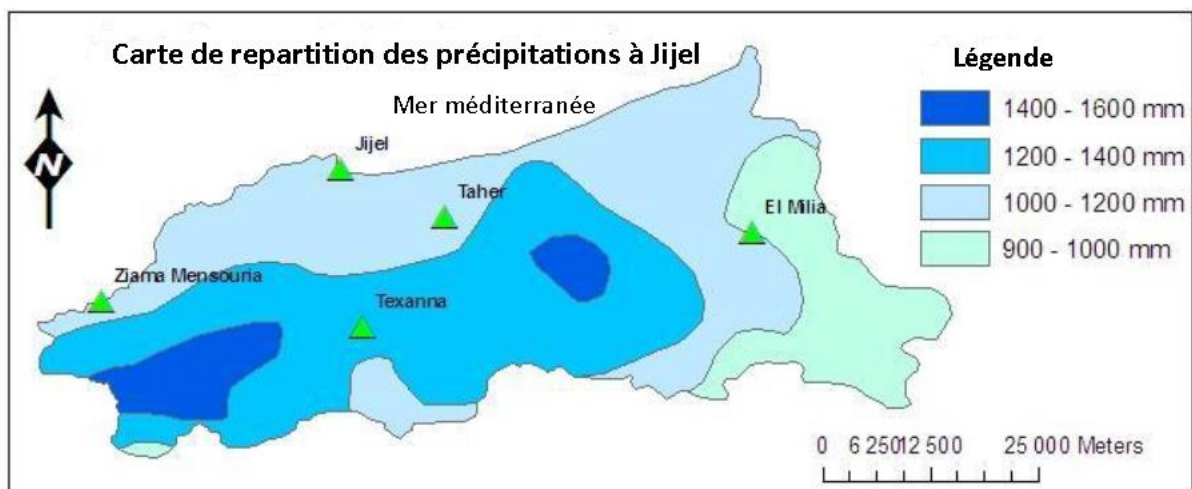 Carte de repartition des précipitations à Jijel
Légende
Mer méditerranée
1400 - 1600 mm
1200 - 1400 mm
1000 - 1200 mm
900 - 1000 mm
N
Jijel
Taher
El Milia
Ziama Mensouria
Texanna
0 6 25012 500 25 000 Meters